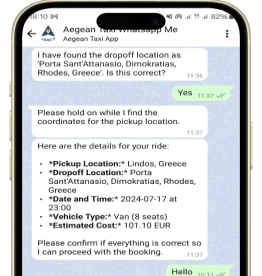 18:10
82%
Aegean Taxi Whatsapp Me
Aegean Taxi App
I have found the dropoff location as
'Porta Sant'Attanasio, Dimokratias,
Rhodes, Greece'. Is this correct?
11:36
Yes 11:37
Please hold on while I find the
coordinates for the pickup location.
11:37
Here are the details for your ride:
• *Pickup Location:* Lindos, Greece
• *Dropoff Location:* Porta
Sant'Attanasio, Dimokratias, Rhodes,
Greece
• *Date and Time:* 2024-07-17 at
23:00
• *Vehicle Type:* Van (8 seats)
• *Estimated Cost:* 101.10 EUR
Please confirm if everything is correct so
I can proceed with the booking.
11:37
Hello 16:11